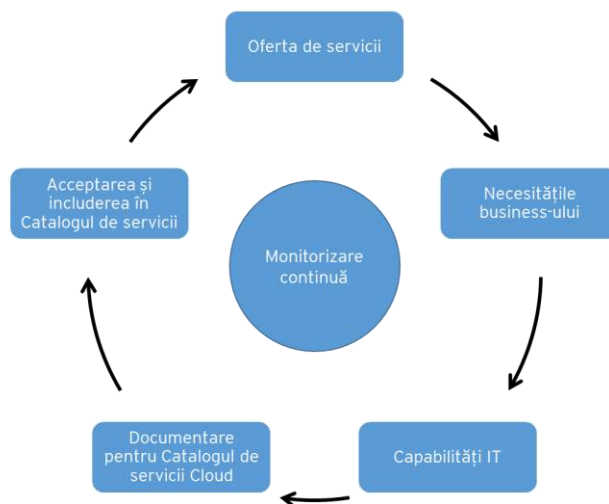 Oferta de servicii
Necesitățile
business-ului
Capabilități IT
Documentare
pentru Catalogul de
servicii Cloud
Acceptarea și
includerea în
Catalogul de servicii
Monitorizare
continuă